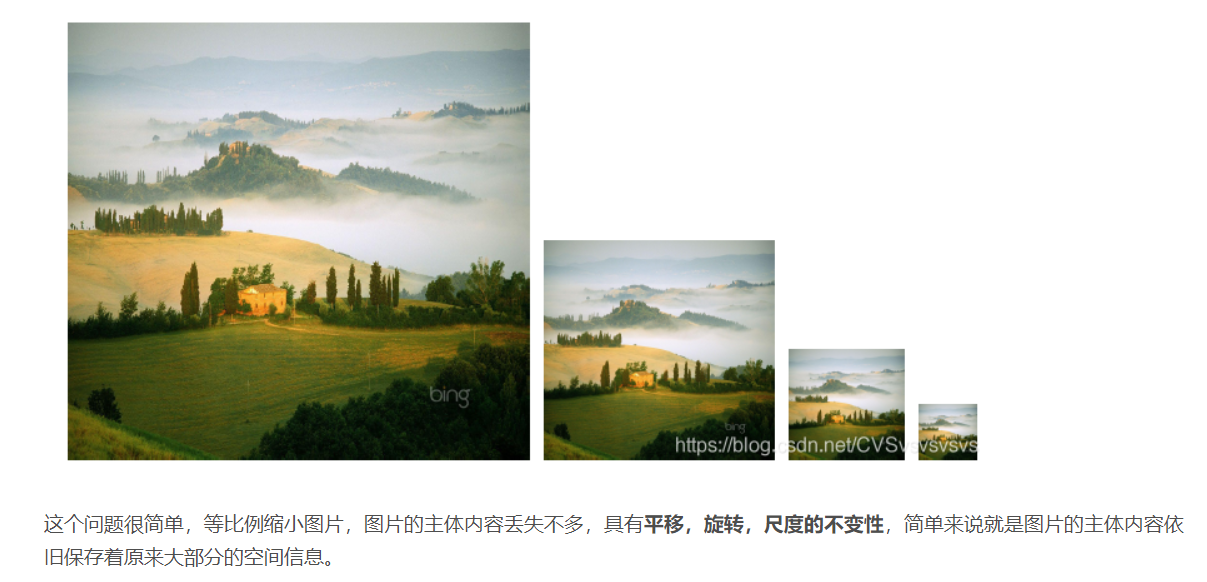 bing
bing
https://blog.csdn.net/CVSvsvsvsvs
这个问题很简单，等比例缩小图片，图片的主体内容丢失不多，具有平移，旋转，尺度的不变性，简单来说就是图片的主体内容依
旧保存着原来大部分的空间信息。